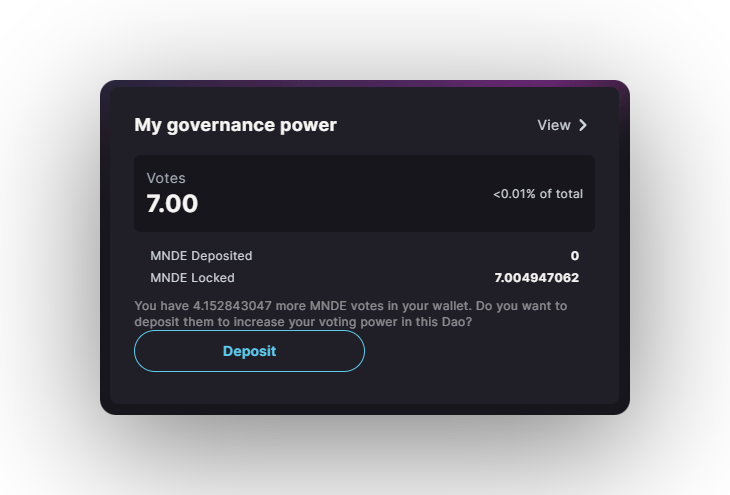 My governance power
View
Votes
7.00
<0.01% of total
MNDE Deposited
0
MNDE Locked
7.004947062
You have 4.152843047 more MNDE votes in your wallet. Do you want to
deposit them to increase your voting power in this Dao?
Deposit